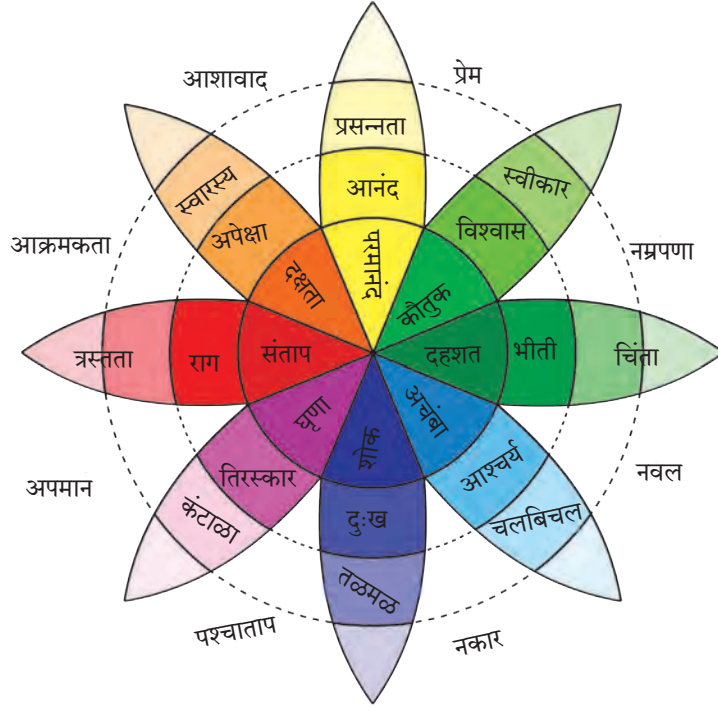 आशावाद
प्रेम
प्रसन्नता
आनंद
परमानंद
स्वारस्य
अपेक्षा
दक्षता
स्वीकार
विश्वास
कौतुक
आक्रमकता
नम्रपणा
त्रस्तता
राग
संताप
दहशत
भीती
चिंता
घृणा
तिरस्कार
कंटाळा
शोक
दुःख
तळमळ
अचंबा
आश्चर्य
चलबिचल
अपमान
नवल
पश्चाताप
नकार